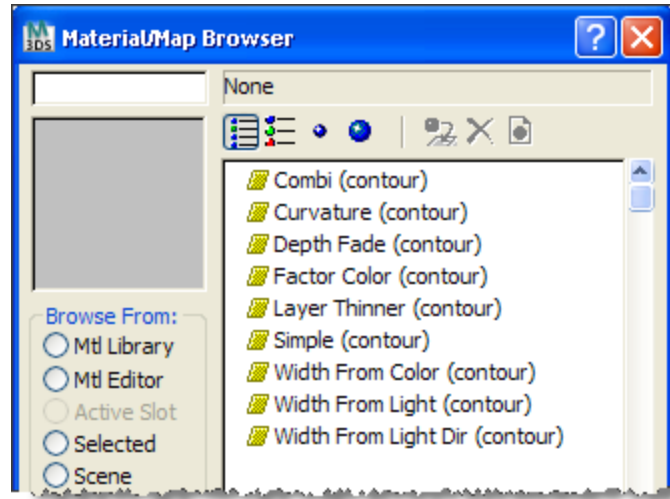 M
3DS Material/Map Browser
?
None
Combi (contour)
Curvature (contour)
Depth Fade (contour)
Factor Color (contour)
Layer Thinner (contour)
Simple (contour)
Width From Color (contour)
Width From Light (contour)
Width From Light Dir (contour)
Browse From:
Mtl Library
Mtl Editor
Active Slot
Selected
Scene